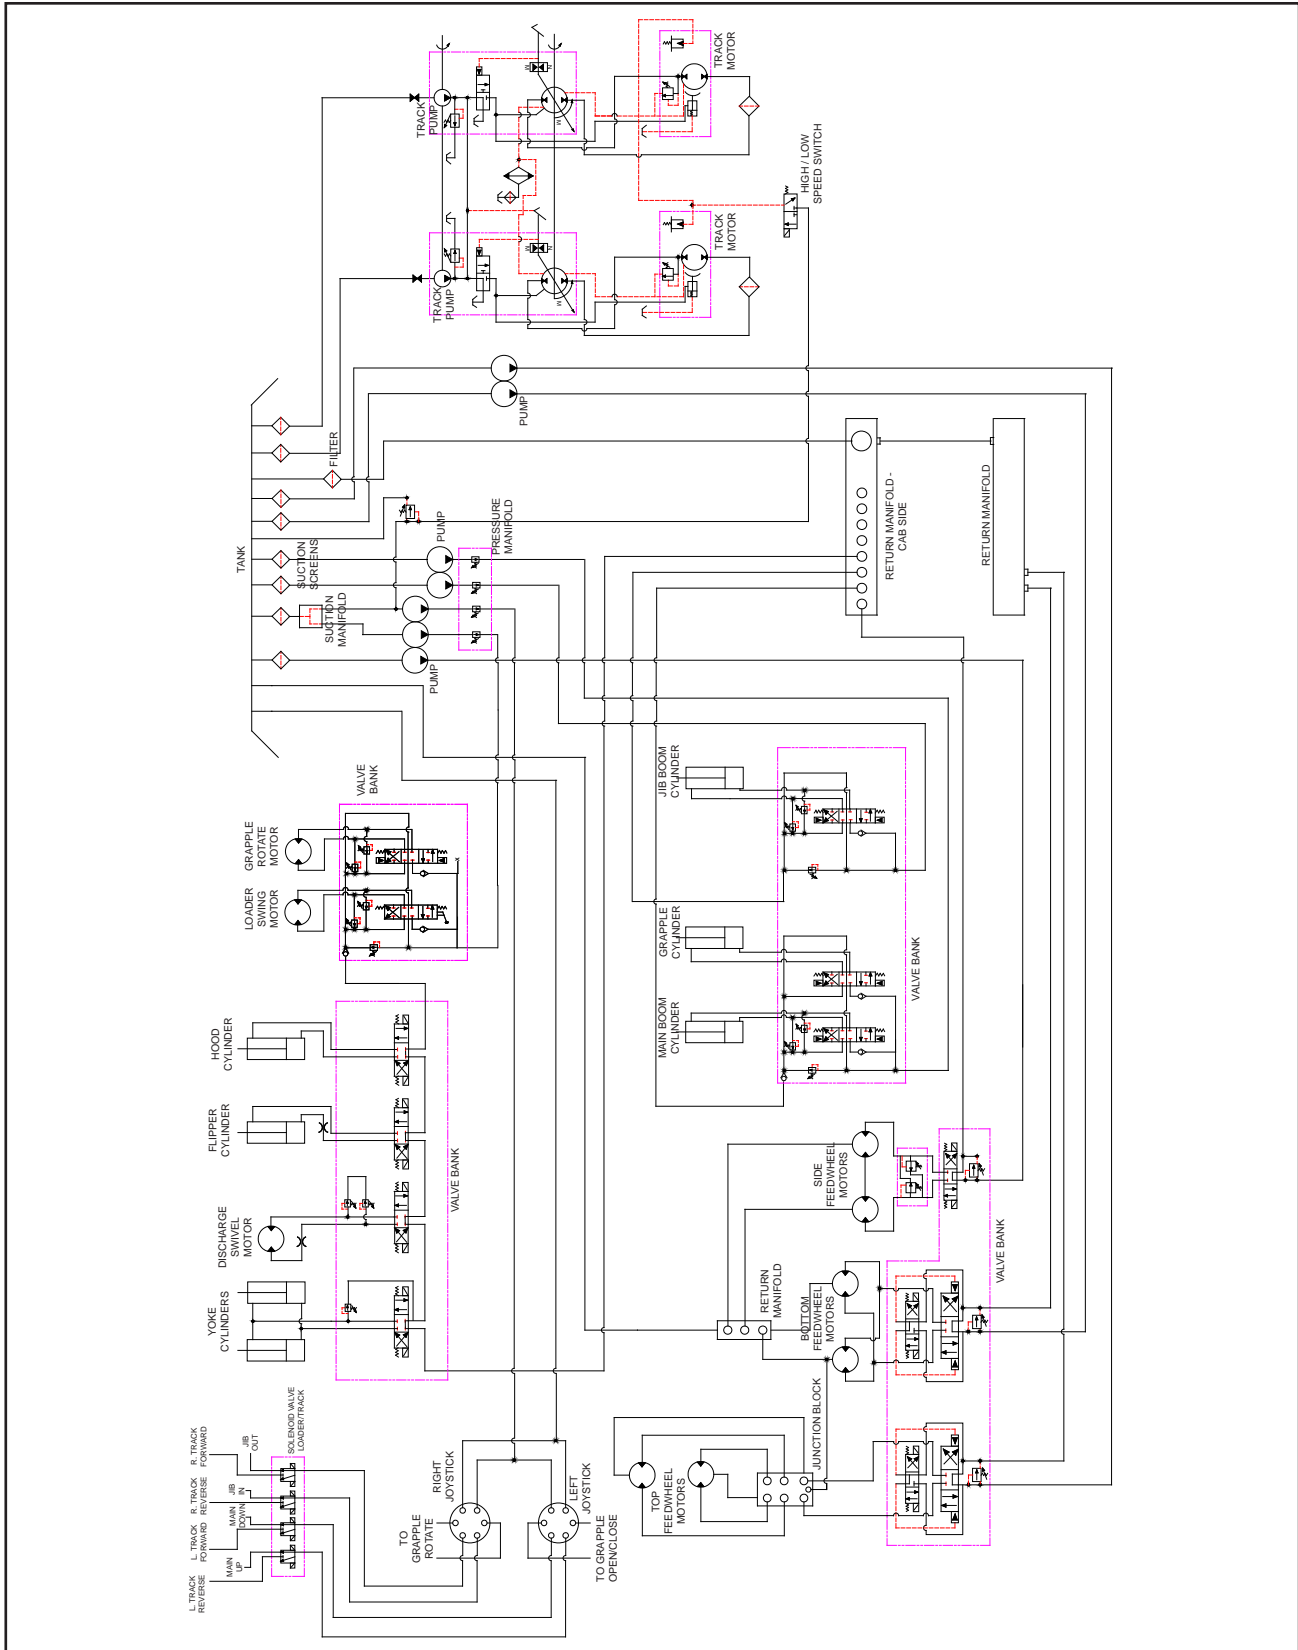 TRACK
PUMP
TRACK
MOTOR
HIGH / LOW
SPEED SWITCH
TRACK
PUMP
TRACK
MOTOR
M
N
M
M
N
M
PUMP
TANK
FILTER
SUCTION
SCREENS
SUCTION
MANIFOLD
PUMP
PUMP
PRESSURE
MANIFOLD
RETURN MANIFOLD -
CAB SIDE
RETURN MANIFOLD
VALVE
BANK
GRAPPLE
ROTATE
MOTOR
LOADER
SWING
MOTOR
JIB BOOM
CYLINDER
GRAPPLE
CYLINDER
MAIN BOOM
CYLINDER
VALVE BANK
HOOD
CYLINDER
FLIPPER
CYLINDER
DISCHARGE
SWIVEL
MOTOR
YOKE
CYLINDERS
VALVE BANK
SIDE
FEEDWHEEL
MOTORS
VALVE BANK
RETURN
MANIFOLD
BOTTOM
FEEDWHEEL
MOTORS
JUNCTION BLOCK
TOP
FEEDWHEEL
MOTORS
SOLENOID VALVE
LOADER/TRACK
R. TRACK
FORWARD
JIB
OUT
R. TRACK
REVERSE
JIB
IN
L. TRACK
FORWARD
MAIN
DOWN
L. TRACK
REVERSE
MAIN
UP
RIGHT
JOYSTICK
LEFT
JOYSTICK
TO
GRAPPLE
ROTATE
TO GRAPPLE
OPEN/CLOSE